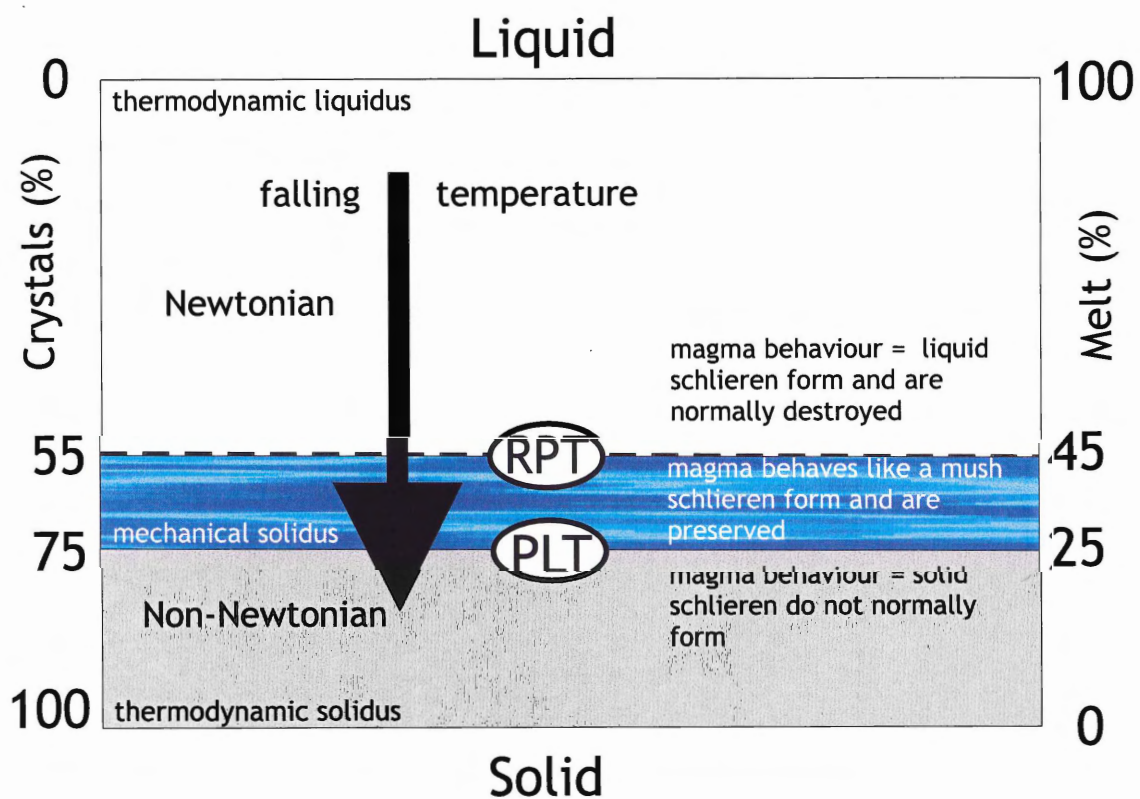 Liquid
0
100
thermodynamic liquidus
Crystals (%)
Melt (%)
falling temperature
Newtonian
magma behaviour = liquid
schlieren form and are
normally destroyed
55
RPT
45
magma behaves like a mush
schlieren form and are
preserved
mechanical solidus
75
PLT
25
magma behaviour = solid
schlieren do not normally
form
Non-Newtonian
100
thermodynamic solidus
0
Solid